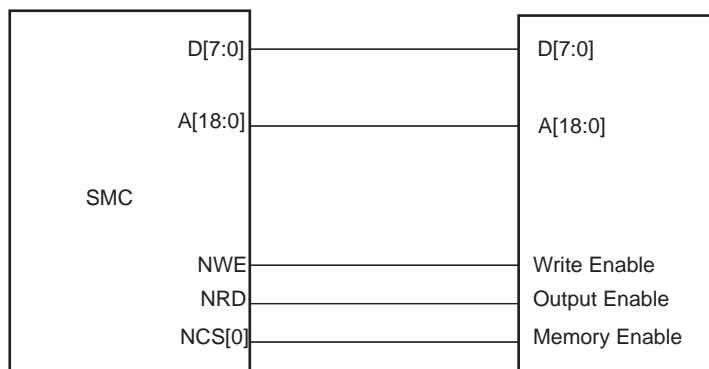 D[7:0] D[7:0]
A[18:0] A[18:0]
SMC
NWE Write Enable
NRD Output Enable
NCS[0] Memory Enable